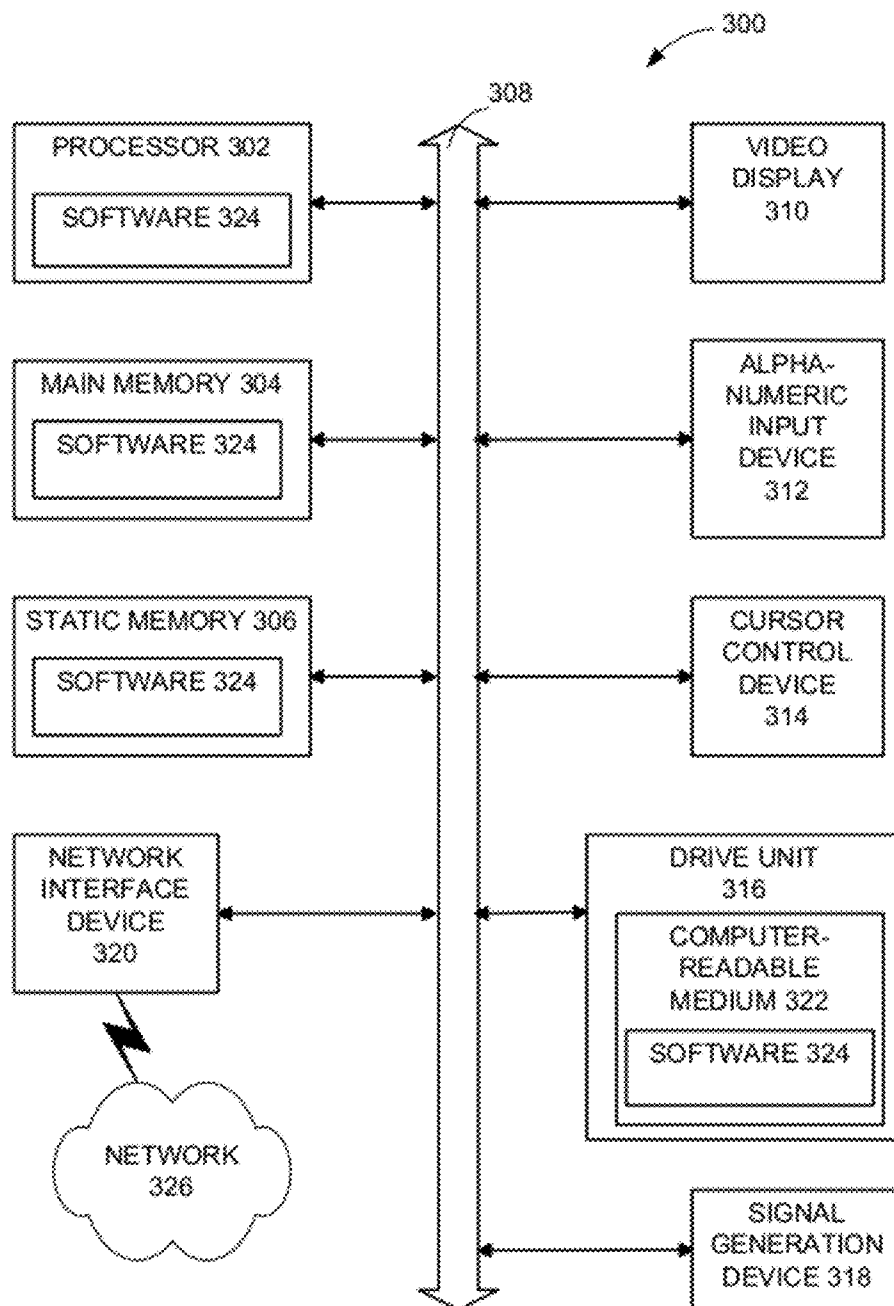 300
308
PROCESSOR 302
SOFTWARE 324
VIDEO
DISPLAY
310
MAIN MEMORY 304
SOFTWARE 324
ALPHA-
NUMERIC
INPUT
DEVICE
312
STATIC MEMORY 306
SOFTWARE 324
CURSOR
CONTROL
DEVICE
314
NETWORK
INTERFACE
DEVICE
320
DRIVE UNIT
316
COMPUTER-
READABLE
MEDIUM 322
SOFTWARE 324
NETWORK
326
SIGNAL
GENERATION
DEVICE 318